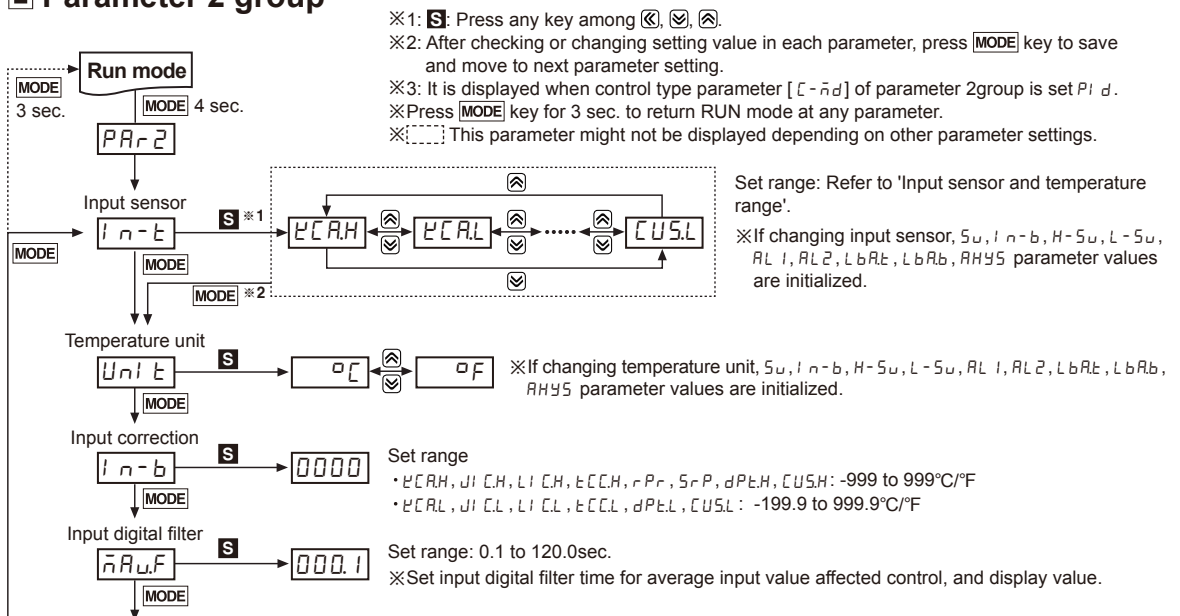 Parameter 2 group
※1: S: Press any key among ≪, ︾, ︽.
※2: After checking or changing setting value in each parameter, press MODE key to save
and move to next parameter setting.
※3: It is displayed when control type parameter [C-md] of parameter 2group is set PId.
※Press MODE key for 3 sec. to return RUN mode at any parameter.
※[ ] This parameter might not be displayed depending on other parameter settings.
Run mode
MODE
3 sec.
MODE 4 sec.
PAr2
Input sensor
In-t
S ※1
KCA.H
KCA.L
CUS.L
Set range: Refer to 'Input sensor and temperature
range'.
※If changing input sensor, Sv, In-b, H-Sv, L-Sv,
AL1, AL2, LbA.t, LbA.b, AHYS parameter values
are initialized.
MODE
MODE
MODE ※2
Temperature unit
UnIt
S
°C
°F
※If changing temperature unit, Sv, In-b, H-Sv, L-Sv, AL1, AL2, LbA.t, LbA.b,
AHYS parameter values are initialized.
MODE
Input correction
In-b
S
0000
Set range
•KCA.H, JIC.H, LIC.H, tCC.H, rPr, SrP, dPt.H, CUS.H: -999 to 999°C/°F
•KCA.L, JIC.L, LIC.L, tCC.L, dPt.L, CUS.L: -199.9 to 999.9°C/°F
MODE
Input digital filter
mAv.F
S
000.1
Set range: 0.1 to 120.0sec.
※Set input digital filter time for average input value affected control, and display value.
MODE